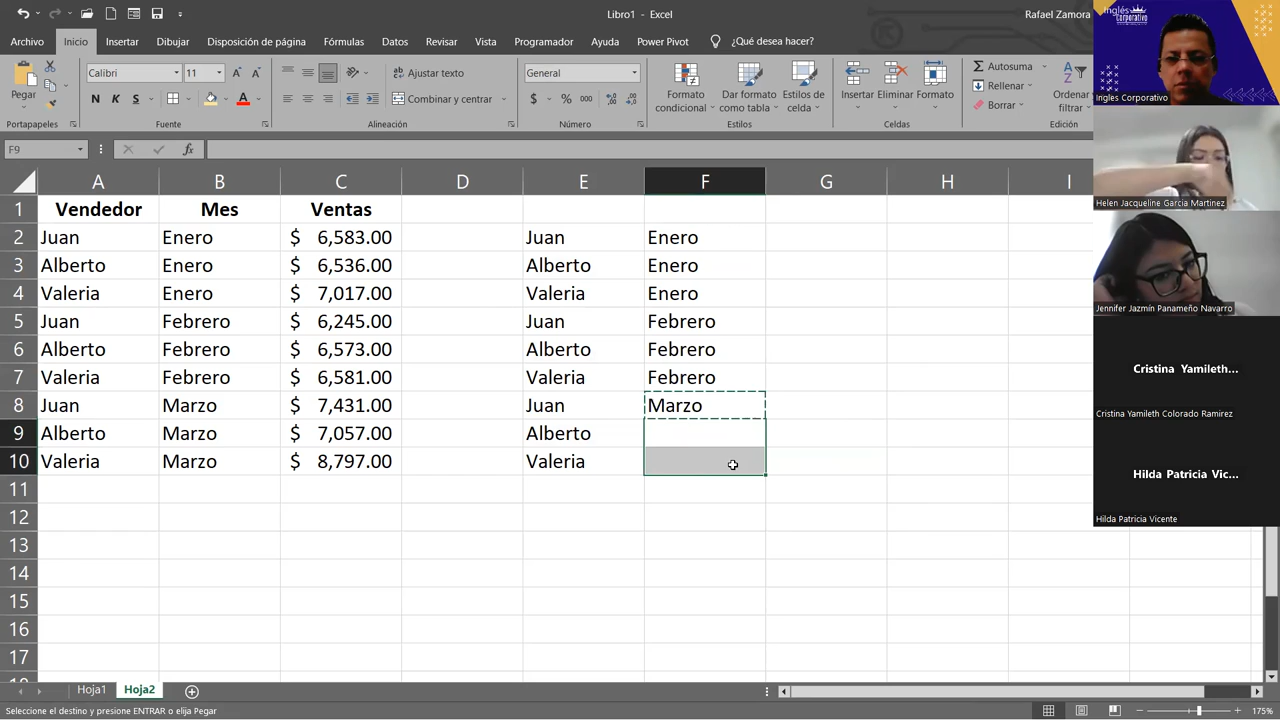 Libro1 - Excel
Rafael Zamora
Archivo Inicio Insertar Dibujar Disposición de página Fórmulas Datos Revisar Vista Programador Ayuda Power Pivot ¿Qué desea hacer?
Pegar
Calibri 11
N K S
Ajustar texto
Combinar y centrar
General
$ % 000
Formato condicional
Dar formato como tabla
Estilos de celda
Insertar Eliminar Formato
Autosuma
Rellenar
Borrar
Ordenar filtrar
Portapapeles Fuente Alineación Número Estilos Celdas Edición
F9 fx
A B C D E F G H I
1 Vendedor Mes Ventas
2 Juan Enero $ 6,583.00 Juan Enero
3 Alberto Enero $ 6,536.00 Alberto Enero
4 Valeria Enero $ 7,017.00 Valeria Enero
5 Juan Febrero $ 6,245.00 Juan Febrero
6 Alberto Febrero $ 6,573.00 Alberto Febrero
7 Valeria Febrero $ 6,581.00 Valeria Febrero
8 Juan Marzo $ 7,431.00 Juan Marzo
9 Alberto Marzo $ 7,057.00 Alberto
10 Valeria Marzo $ 8,797.00 Valeria
11
12
13
14
15
16
17
Hoja1 Hoja2
Seleccione el destino y presione ENTRAR o elija Pegar
175%
Inglés
Corporativo
Ingles Corporativo
Helen Jacqueline Garcia Martinez
Jennifer Jazmín Panameño Navarro
Cristina Yamileth...
Cristina Yamileth Colorado Ramirez
Hilda Patricia Vic...
Hilda Patricia Vicente